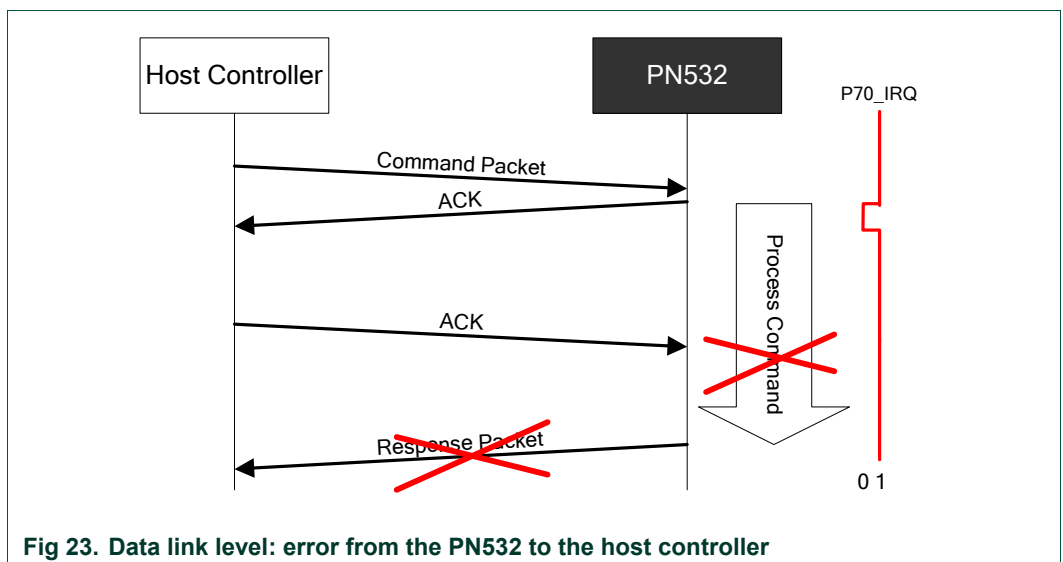 Host Controller
PN532
P70_IRQ
Command Packet
ACK
Process Command
ACK
Response Packet
0 1
Fig 23. Data link level: error from the PN532 to the host controller